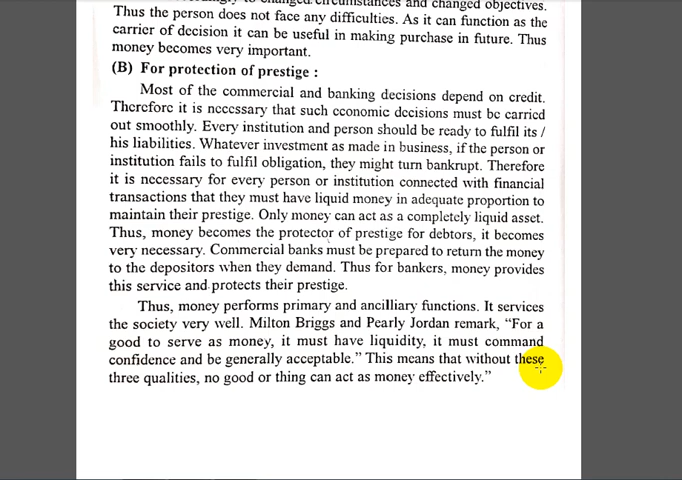 circumstances and changed objectives.
Thus the person does not face any difficulties. As it can function as the
carrier of decision it can be useful in making purchase in future. Thus
money becomes very important.
(B) For protection of prestige :
Most of the commercial and banking decisions depend on credit.
Therefore it is necessary that such economic decisions must be carried
out smoothly. Every institution and person should be ready to fulfil its /
his liabilities. Whatever investment as made in business, if the person or
institution fails to fulfil obligation, they might turn bankrupt. Therefore
it is necessary for every person or institution connected with financial
transactions that they must have liquid money in adequate proportion to
maintain their prestige. Only money can act as a completely liquid asset.
Thus, money becomes the protector of prestige for debtors, it becomes
very necessary. Commercial banks must be prepared to return the money
to the depositors when they demand. Thus for bankers, money provides
this service and protects their prestige.
Thus, money performs primary and ancilliary functions. It services
the society very well. Milton Briggs and Pearly Jordan remark, “For a
good to serve as money, it must have liquidity, it must command
confidence and be generally acceptable.” This means that without these
three qualities, no good or thing can act as money effectively.”